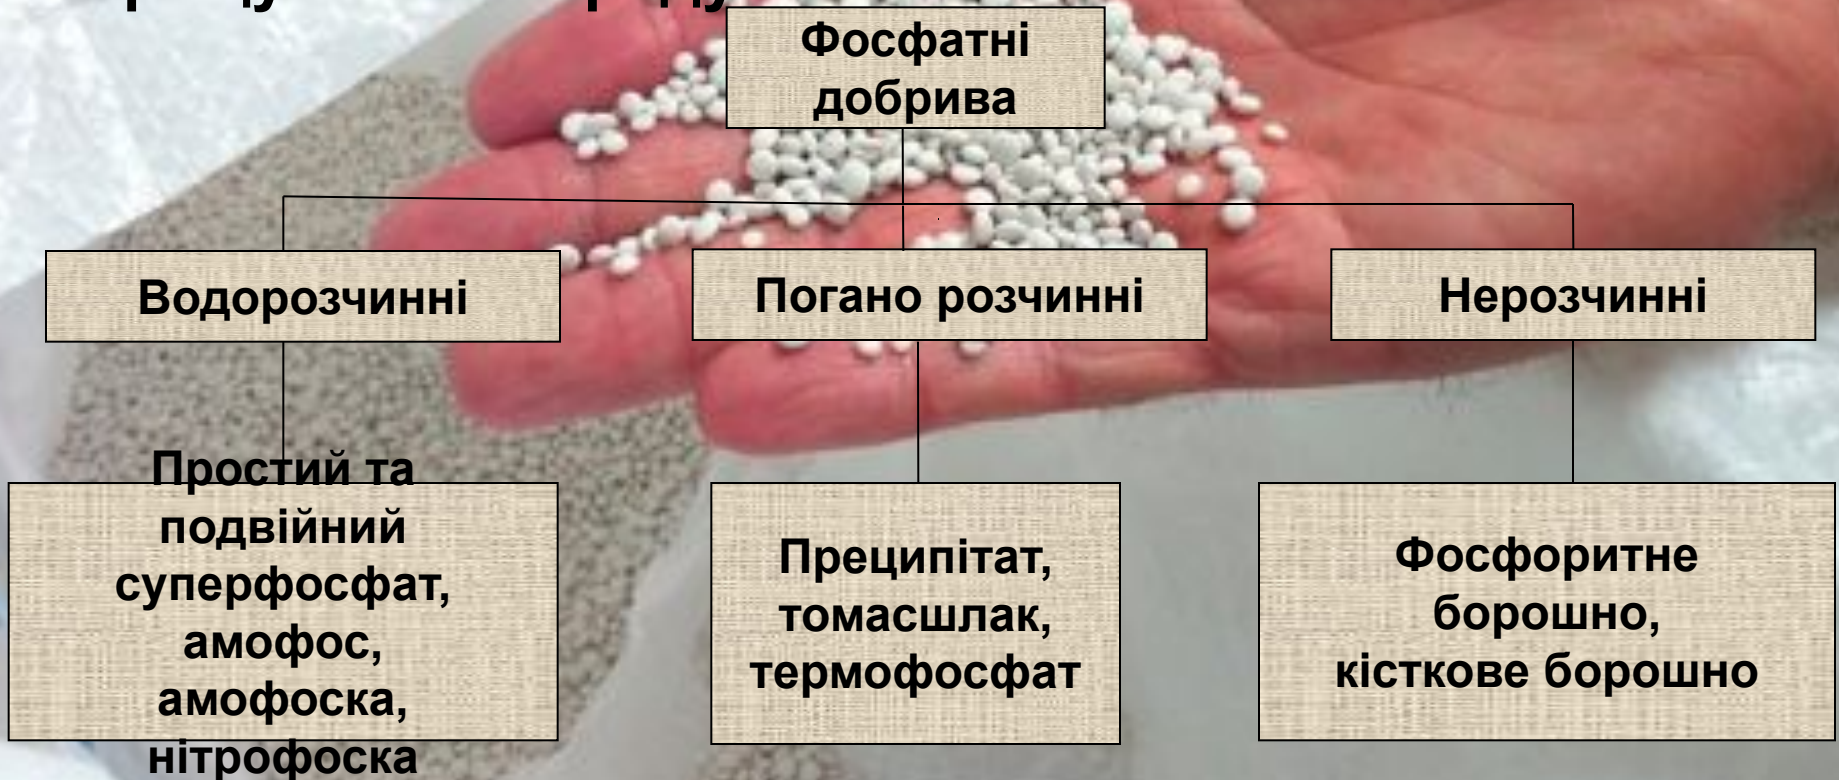 Фосфатні
добрива
Водорозчинні
Погано розчинні
Нерозчинні
Простий та
подвійний
суперфосфат,
амофос,
амофоска,
нітрофоска
Преципітат,
томасшлак,
термофосфат
Фосфоритне
борошно,
кісткове борошно